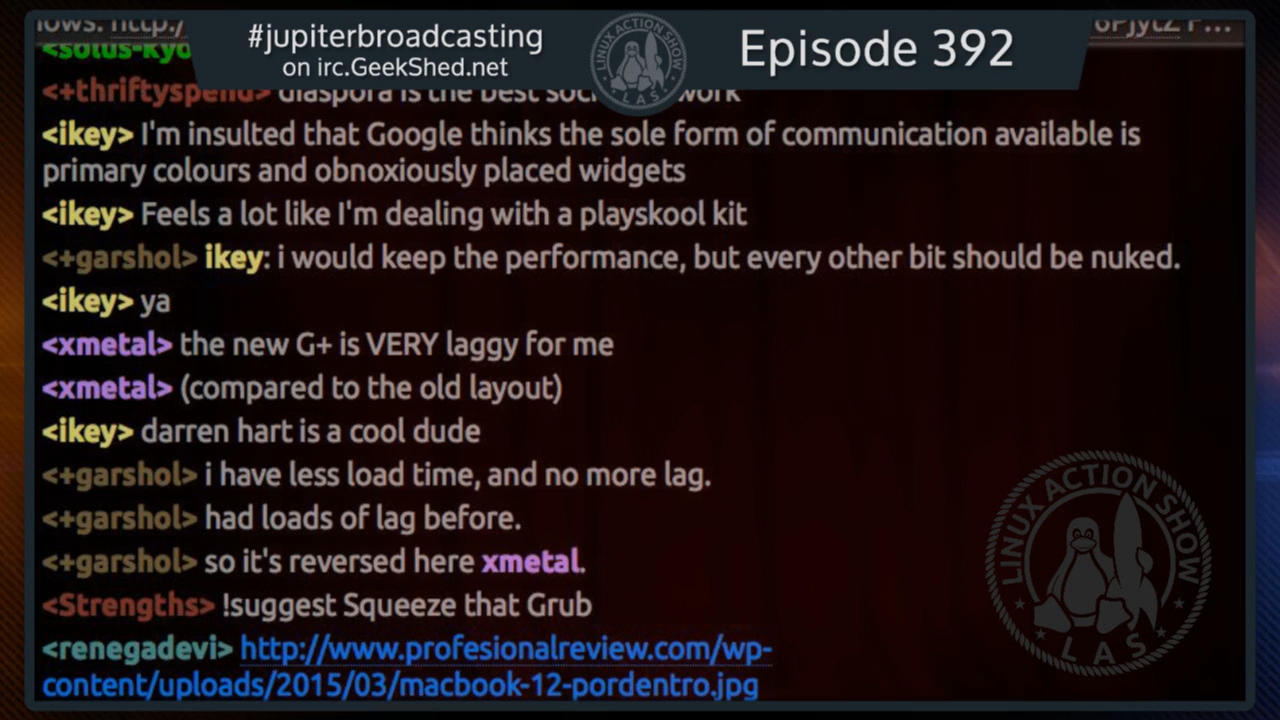 #jupiterbroadcasting
on irc.GeekShed.net
LINUX ACTION SHOW
LAS
Episode 392
<+thriftyspend> diaspora is the best
<ikey> I'm insulted that Google thinks the sole form of communication available is
primary colours and obnoxiously placed widgets
<ikey> Feels a lot like I'm dealing with a playskool kit
<+garshol> ikey: i would keep the performance, but every other bit should be nuked.
<ikey> ya
<xmetal> the new G+ is VERY laggy for me
<xmetal> (compared to the old layout)
<ikey> darren hart is a cool dude
<+garshol> i have less load time, and no more lag.
<+garshol> had loads of lag before.
<+garshol> so it's reversed here xmetal.
<Strengths> !suggest Squeeze that Grub
<renegadevi> http://www.profesionalreview.com/wp-
content/uploads/2015/03/macbook-12-pordentro.jpg
LINUX ACTION SHOW
LAS